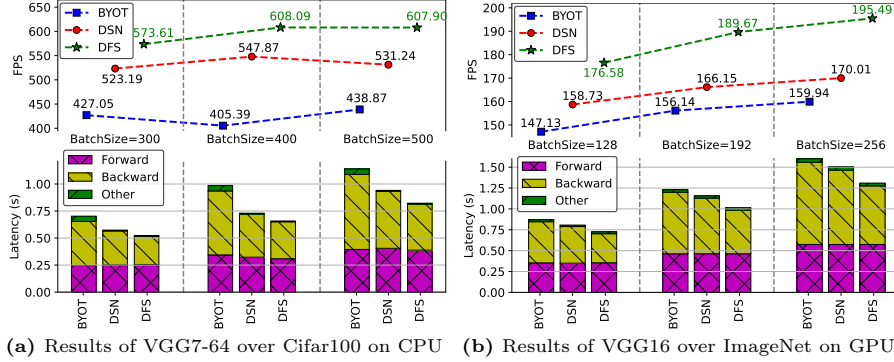 650
600
550
500
450
400
FPS
BYOT
DSN
DFS
573.61
608.09
607.90
523.19
547.87
531.24
427.05
405.39
438.87
BatchSize=300
BatchSize=400
BatchSize=500
Forward
Backward
Other
1.00
0.75
0.50
0.25
0.00
Latency (s)
BYOT
DSN
DFS
BYOT
DSN
DFS
BYOT
DSN
DFS
(a) Results of VGG7-64 over Cifar100 on CPU
200
190
180
170
160
150
FPS
BYOT
DSN
DFS
176.58
189.67
195.49
158.73
166.15
170.01
147.13
156.14
159.94
BatchSize=128
BatchSize=192
BatchSize=256
Forward
Backward
Other
1.50
1.25
1.00
0.75
0.50
0.25
0.00
Latency (s)
BYOT
DSN
DFS
BYOT
DSN
DFS
BYOT
DSN
DFS
(b) Results of VGG16 over ImageNet on GPU